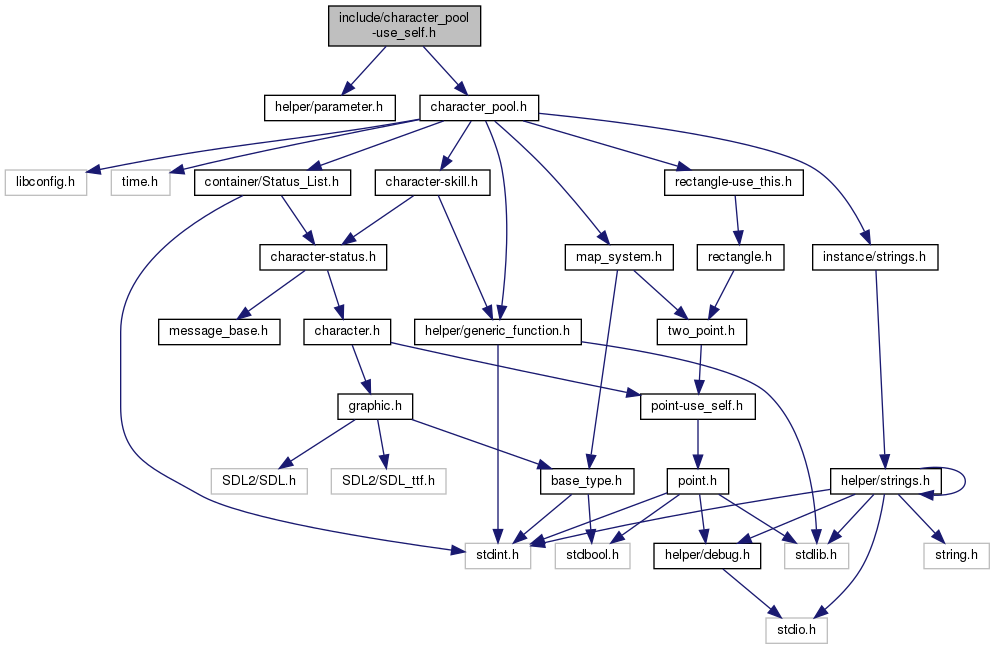 include/character_pool
-use_self.h
helper/parameter.h
character_pool.h
libconfig.h
time.h
container/Status_List.h
character-skill.h
rectangle-use_this.h
character-status.h
map_system.h
rectangle.h
instance/strings.h
message_base.h
character.h
helper/generic_function.h
two_point.h
graphic.h
point-use_self.h
SDL2/SDL.h
SDL2/SDL_ttf.h
base_type.h
point.h
helper/strings.h
stdint.h
stdbool.h
helper/debug.h
stdlib.h
string.h
stdio.h